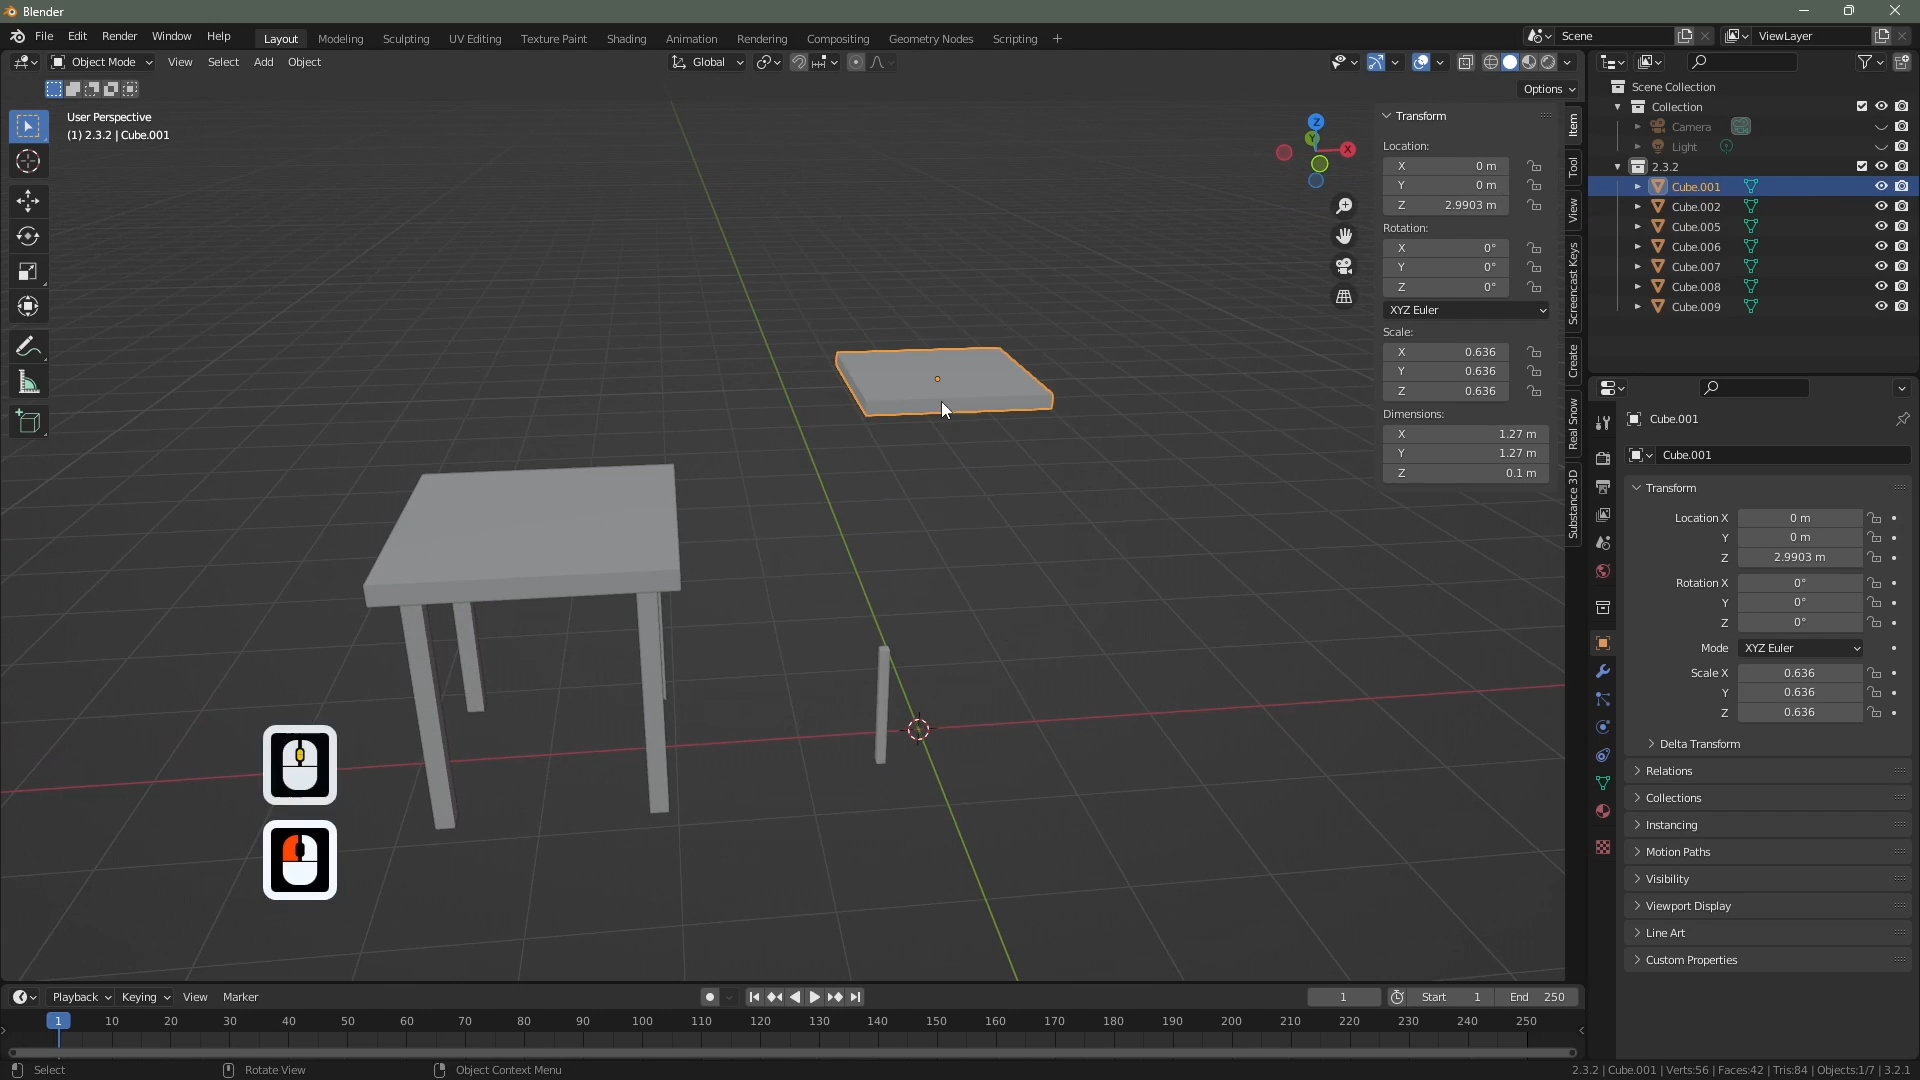 Blender
File Edit Render Window Help
Layout Modeling Sculpting UV Editing Texture Paint Shading Animation Rendering Compositing Geometry Nodes Scripting +
Scene
ViewLayer
Object Mode View Select Add Object
Global
Options
User Perspective
(1) 2.3.2 | Cube.001
Z
Y
X
Transform
Location:
X 0 m
Y 0 m
Z 2.9903 m
Rotation:
X 0°
Y 0°
Z 0°
XYZ Euler
Scale:
X 0.636
Y 0.636
Z 0.636
Dimensions:
X 1.27 m
Y 1.27 m
Z 0.1 m
Item
Tool
View
Screencast Keys
Create
Real Snow
Substance 3D
Scene Collection
Collection
Camera
Light
2.3.2
Cube.001
Cube.002
Cube.005
Cube.006
Cube.007
Cube.008
Cube.009
Cube.001
Cube.001
Transform
Location X 0 m
Y 0 m
Z 2.9903 m
Rotation X 0°
Y 0°
Z 0°
Mode XYZ Euler
Scale X 0.636
Y 0.636
Z 0.636
Delta Transform
Relations
Collections
Instancing
Motion Paths
Visibility
Viewport Display
Line Art
Custom Properties
Playback Keying View Marker
1 Start 1 End 250
1 10 20 30 40 50 60 70 80 90 100 110 120 130 140 150 160 170 180 190 200 210 220 230 240 250
Select Rotate View Object Context Menu
2.3.2 | Cube.001 | Verts:56 | Faces:42 | Tris:84 | Objects:1/7 | 3.2.1